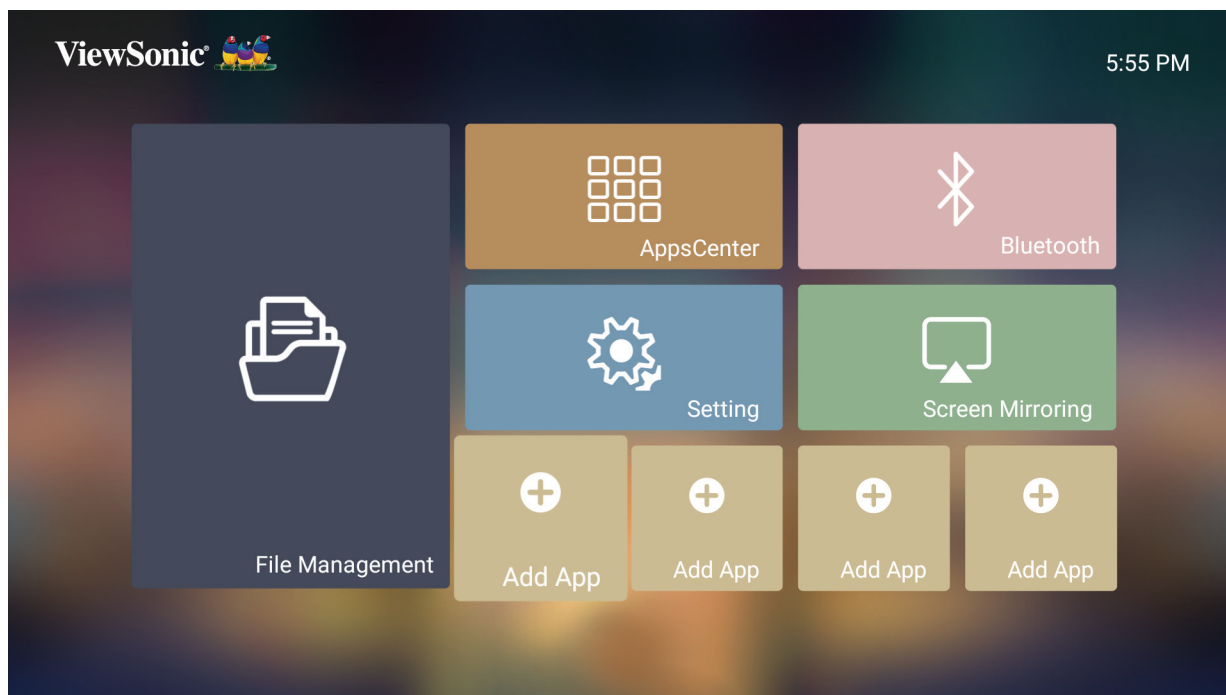 ViewSonic®
5:55 PM
AppsCenter
Bluetooth
Setting
Screen Mirroring
File Management
Add App
Add App
Add App
Add App